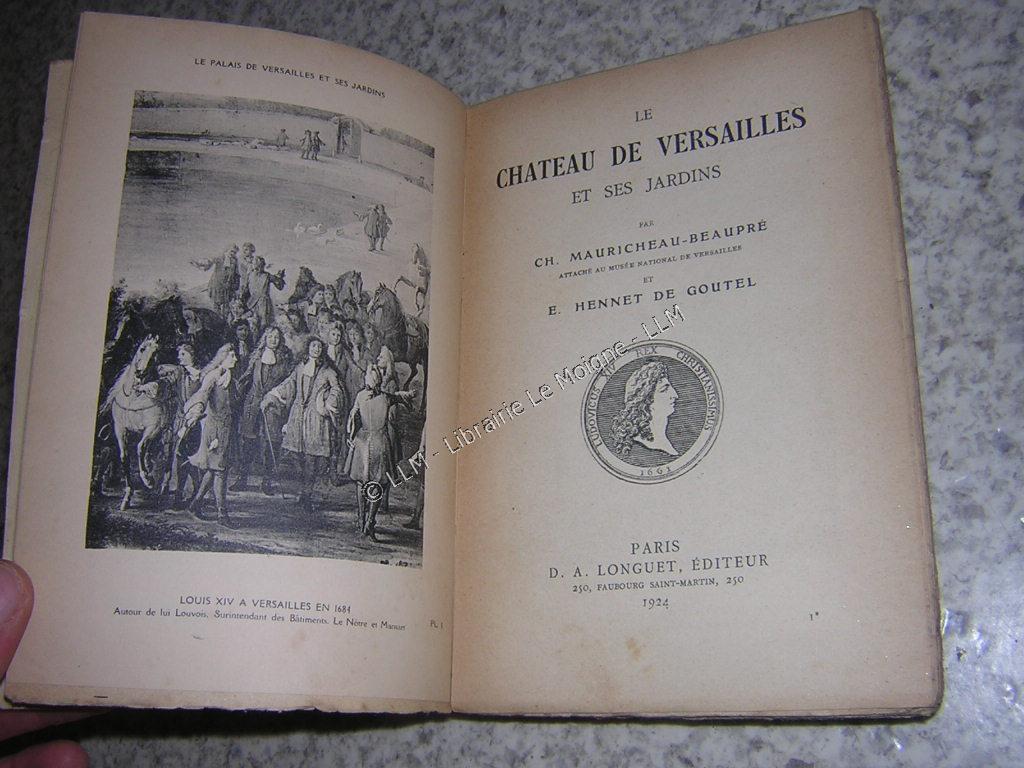 LE PALAIS DE VERSAILLES ET SES JARDINS
LOUIS XIV A VERSAILLES EN 1684
Autour de lui Louvois, Surintendant des Bâtiments, Le Nôtre et Mansart
PL. I
LE
CHATEAU DE VERSAILLES
ET SES JARDINS
PAR
CH. MAURICHEAU-BEAUPRÉ
ATTACHÉ AU MUSÉE NATIONAL DE VERSAILLES
ET
E. HENNET DE GOUTEL
LUDOVICUS XIV REX CHRISTIANISSIMUS
1661
PARIS
D. A. LONGUET, ÉDITEUR
250, FAUBOURG SAINT-MARTIN, 250
1924
1*
© LLM - Librairie Le Moigne - LLM